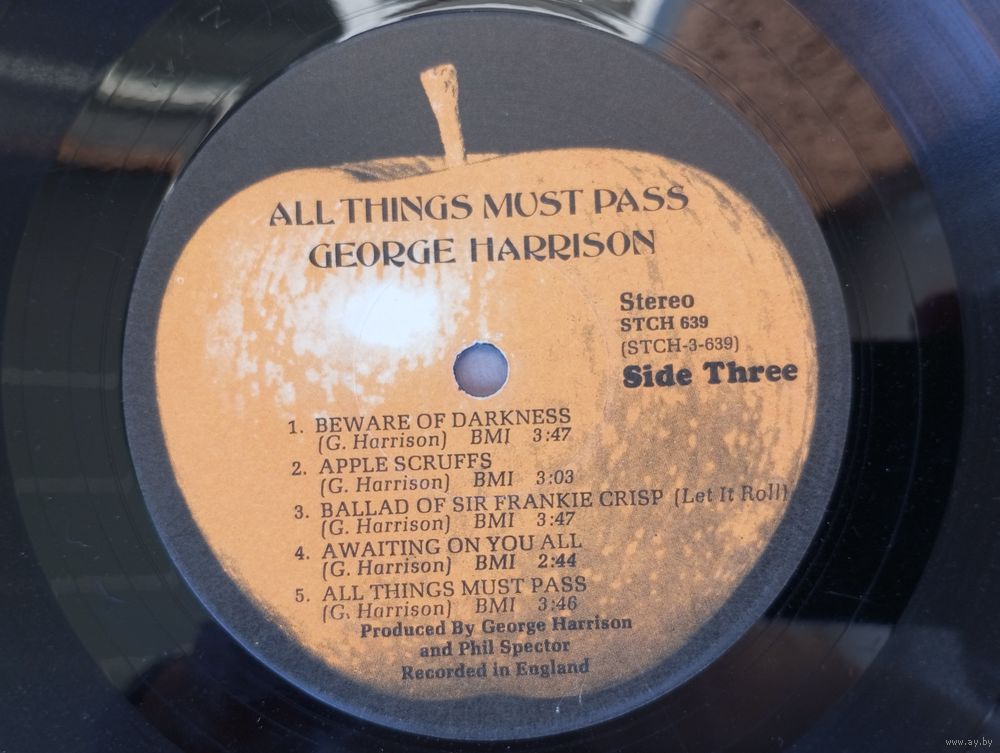 ALL THINGS MUST PASS
GEORGE HARRISON
Stereo
STCH 639
(STCH-3-639)
Side Three
1. BEWARE OF DARKNESS
(G. Harrison) BMI 3:47
2. APPLE SCRUFFS
(G. Harrison) BMI 3:03
3. BALLAD OF SIR FRANKIE CRISP (Let It Roll)
(G. Harrison) BMI 3:47
4. AWAITING ON YOU ALL
(G. Harrison) BMI 2:44
5. ALL THINGS MUST PASS
(G. Harrison) BMI 3:46
Produced By George Harrison
and Phil Spector
Recorded in England
www.ay.by